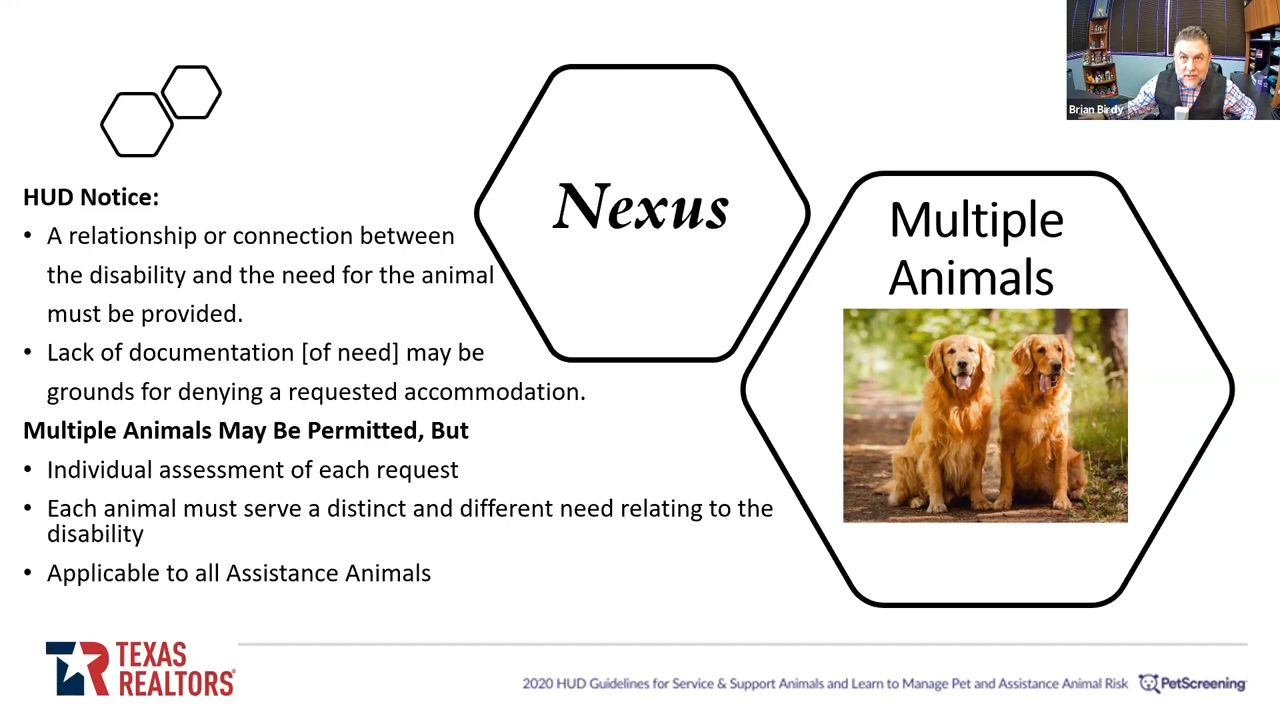 Brian Birdy
Nexus
Multiple
Animals
HUD Notice:
• A relationship or connection between
the disability and the need for the animal
must be provided.
• Lack of documentation [of need] may be
grounds for denying a requested accommodation.
Multiple Animals May Be Permitted, But
• Individual assessment of each request
• Each animal must serve a distinct and different need relating to the
disability
• Applicable to all Assistance Animals
TEXAS
REALTORS®
2020 HUD Guidelines for Service & Support Animals and Learn to Manage Pet and Assistance Animal Risk
PetScreening